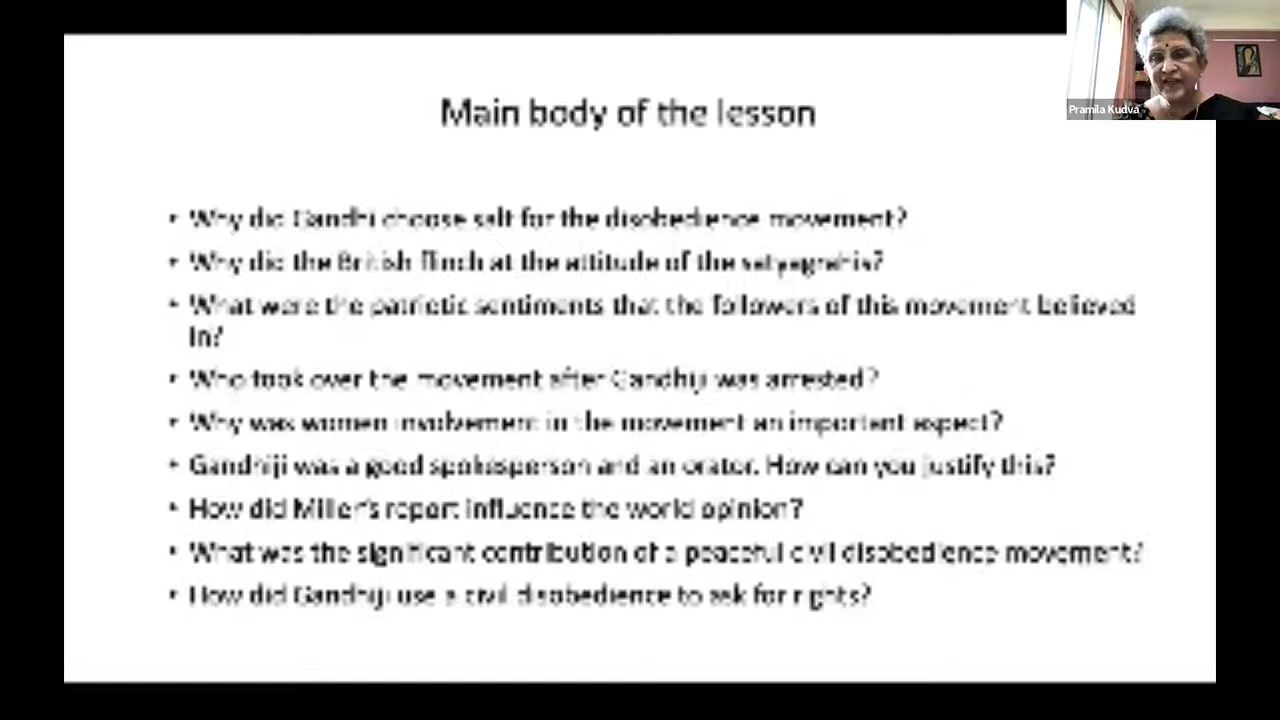 Pramila Kudva
Main body of the lesson
• Why did Gandhi choose salt for the disobedience movement?
• Why did the British flinch at the attitude of the satyagrahis?
• What were the patriotic sentiments that the followers of this movement believed
in?
• Who took over the movement after Gandhiji was arrested?
• Why was women involvement in the movement an important aspect?
• Gandhiji was a good spokesperson and an orator. How can you justify this?
• How did Miller's report influence the world opinion?
• What was the significant contribution of a peaceful civil disobedience movement?
• How did Gandhiji use a civil disobedience to ask for rights?